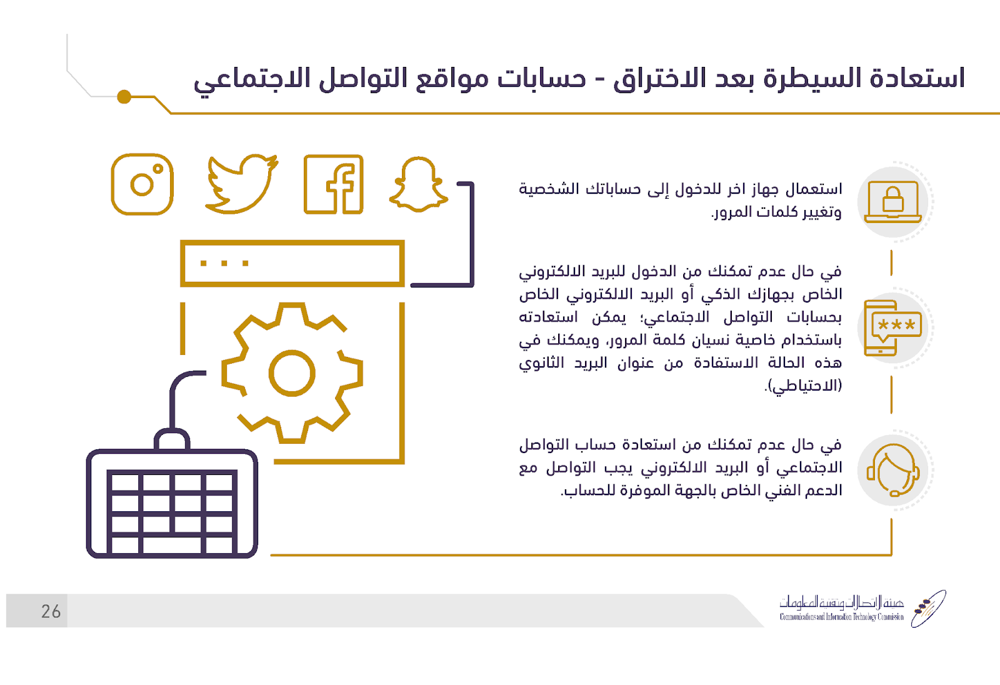 استعادة السيطرة بعد الاختراق - حسابات مواقع التواصل الاجتماعي
استعمال جهاز اخر للدخول إلى حساباتك الشخصية
وتغيير كلمات المرور.
في حال عدم تمكنك من الدخول للبريد الالكتروني
الخاص بجهازك الذكي أو البريد الالكتروني الخاص
بحسابات التواصل الاجتماعي؛ يمكن استعادته
باستخدام خاصية نسيان كلمة المرور، ويمكنك في
هذه الحالة الاستفادة من عنوان البريد الثانوي
(الاحتياطي).
***
في حال عدم تمكنك من استعادة حساب التواصل
الاجتماعي أو البريد الالكتروني يجب التواصل مع
الدعم الفني الخاص بالجهة الموفرة للحساب.
هيئة الاتصالات وتقنية المعلومات
Communications and Information Technology Commission
26